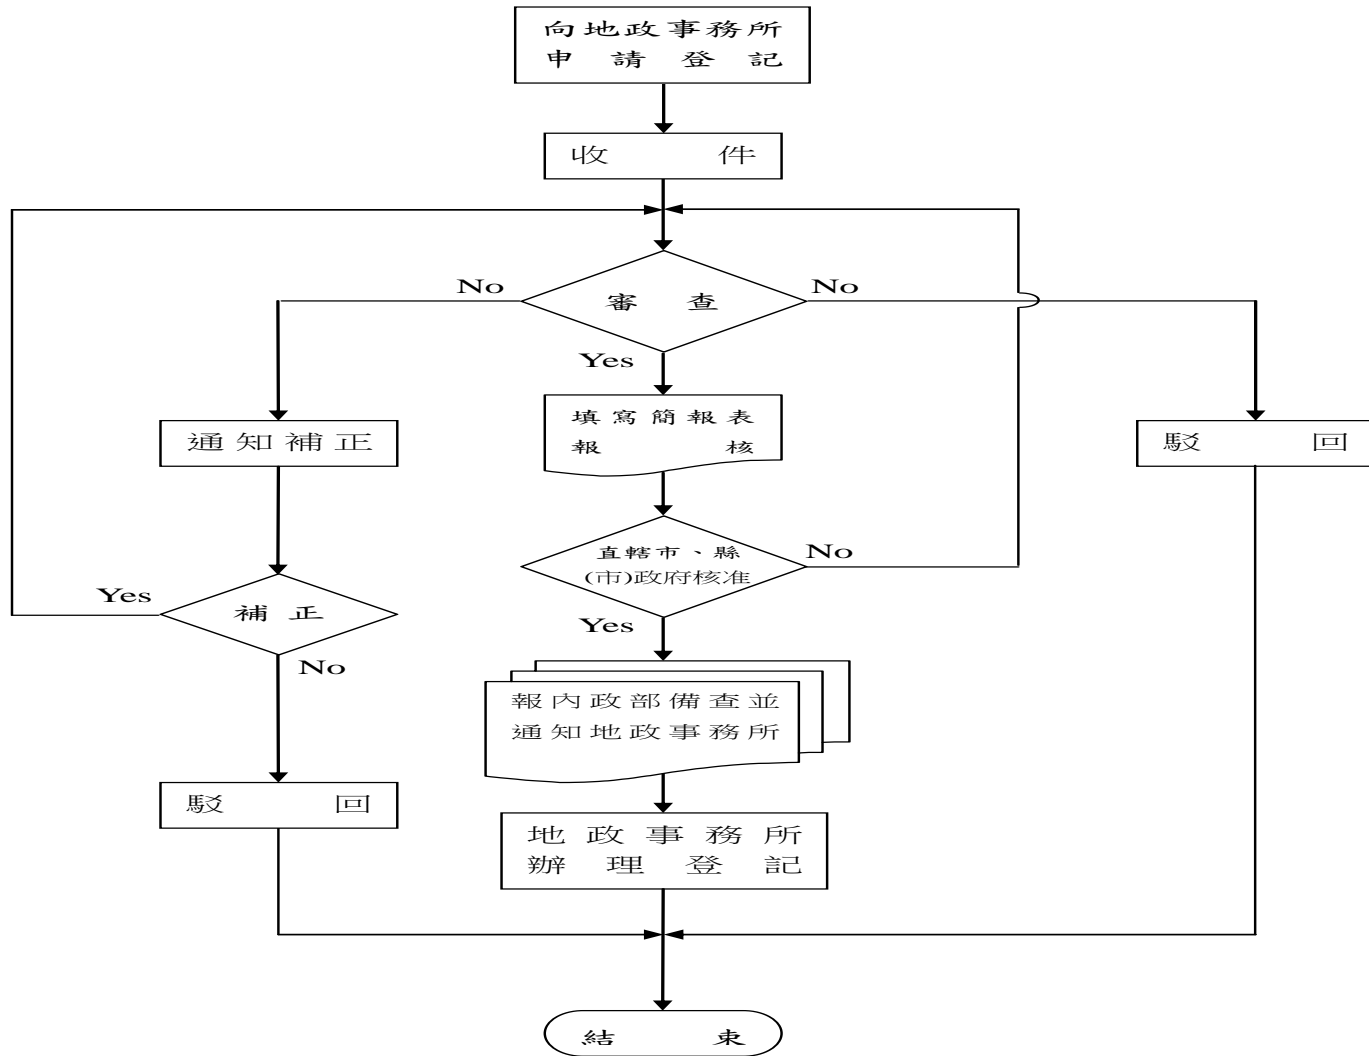 向地政事務所
申請登記
收件
No
審查
No
Yes
通知補正
填寫簡報表
報核
駁回
直轄市、縣
(市)政府核准
No
Yes
補正
Yes
No
報內政部備查並
通知地政事務所
駁回
地政事務所
辦理登記
結束